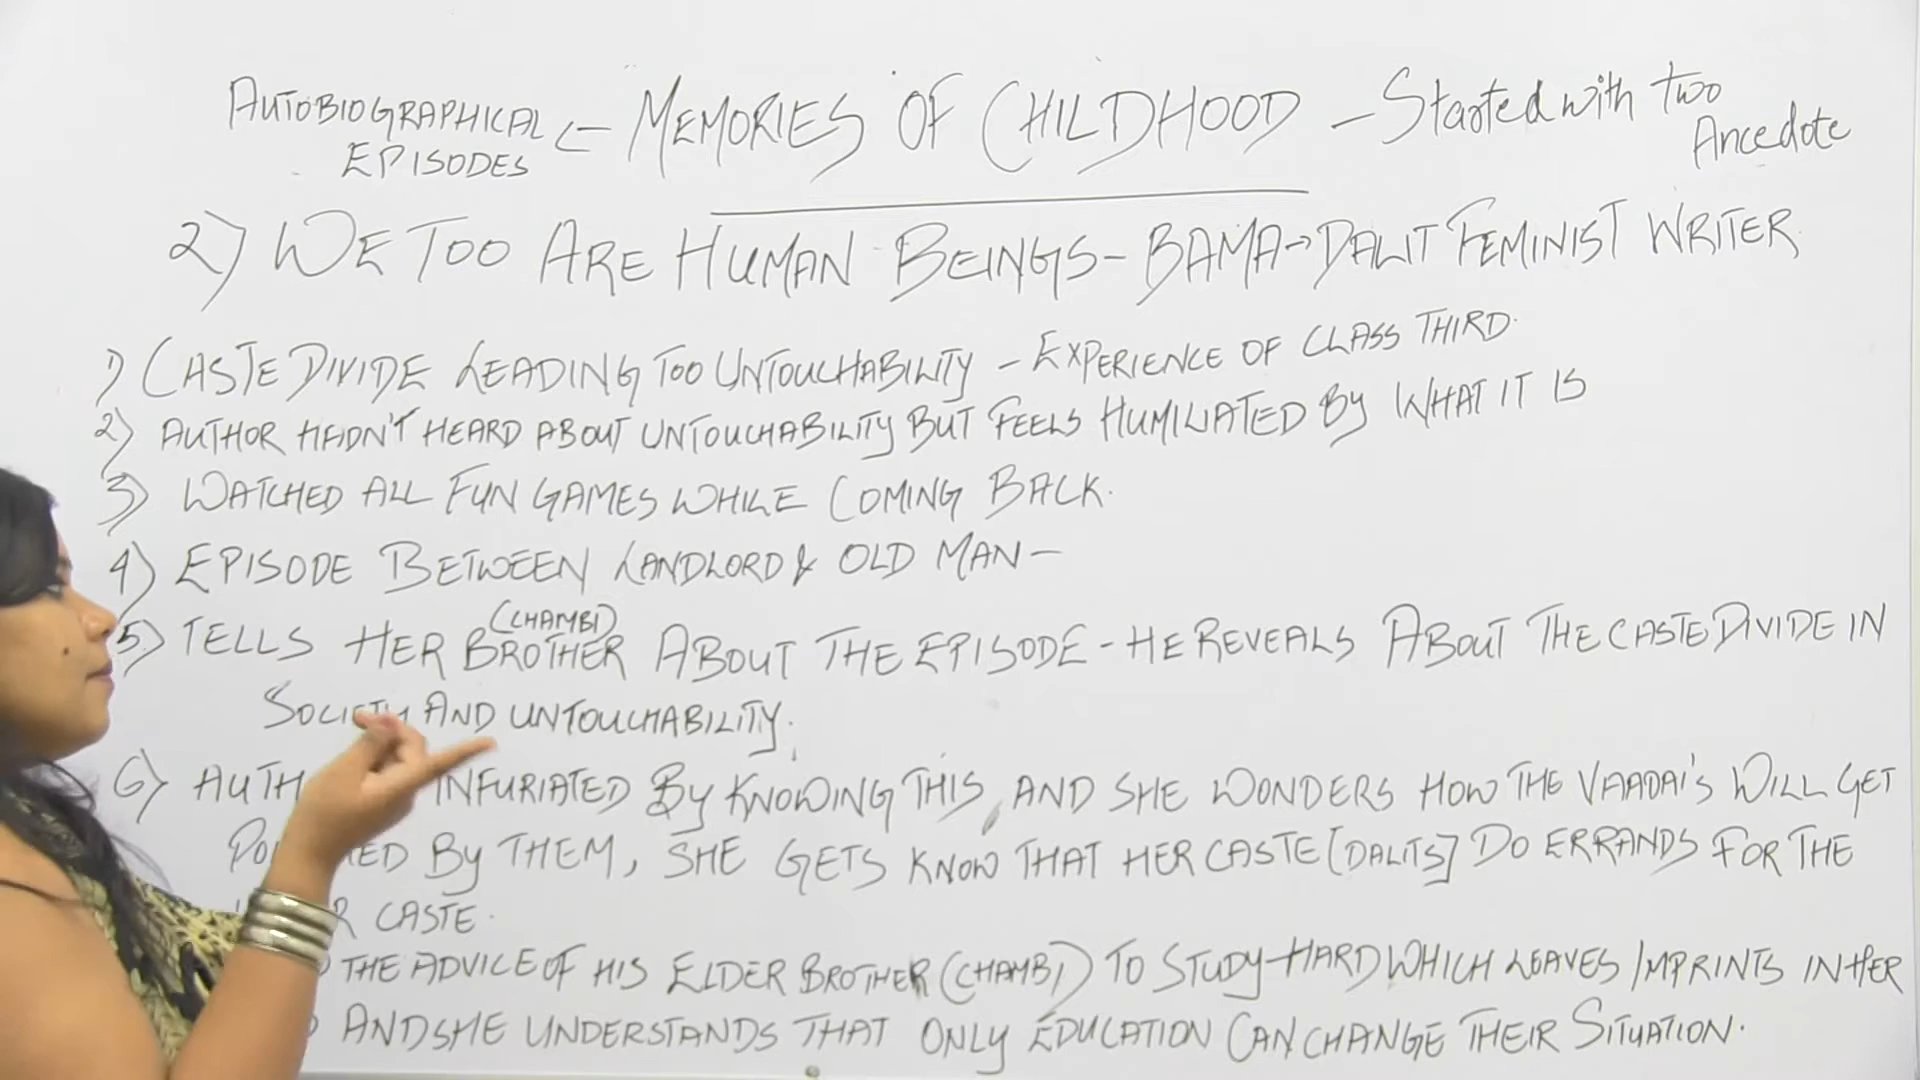 AUTOBIOGRAPHICAL EPISODES <- MEMORIES OF CHILDHOOD - Started with two Ancedote
2) WE TOO ARE HUMAN BEINGS - BAMA -> DALIT FEMINIST WRITER
1) CASTE DIVIDE LEADING TOO UNTOUCHABILITY - EXPERIENCE OF CLASS THIRD.
2) AUTHOR HADN'T HEARD ABOUT UNTOUCHABILITY BUT FEELS HUMILIATED BY WHAT IT IS
3) WATCHED ALL FUN GAMES WHILE COMING BACK.
4) EPISODE BETWEEN LANDLORD & OLD MAN -
5) TELLS HER BROTHER (CHAMBI) ABOUT THE EPISODE - HE REVEALS ABOUT THE CASTE DIVIDE IN
SOCIETY AND UNTOUCHABILITY.
6) INFURIATED BY KNOWING THIS, AND SHE WONDERS HOW THE VAADAI'S WILL GET
BY THEM, SHE GETS KNOW THAT HER CASTE [DALITS] DO ERRANDS FOR THE
CASTE.
THE ADVICE OF HIS ELDER BROTHER (CHAMBI) TO STUDY HARD WHICH LEAVES IMPRINTS IN HER
AND SHE UNDERSTANDS THAT ONLY EDUCATION CAN CHANGE THEIR SITUATION.